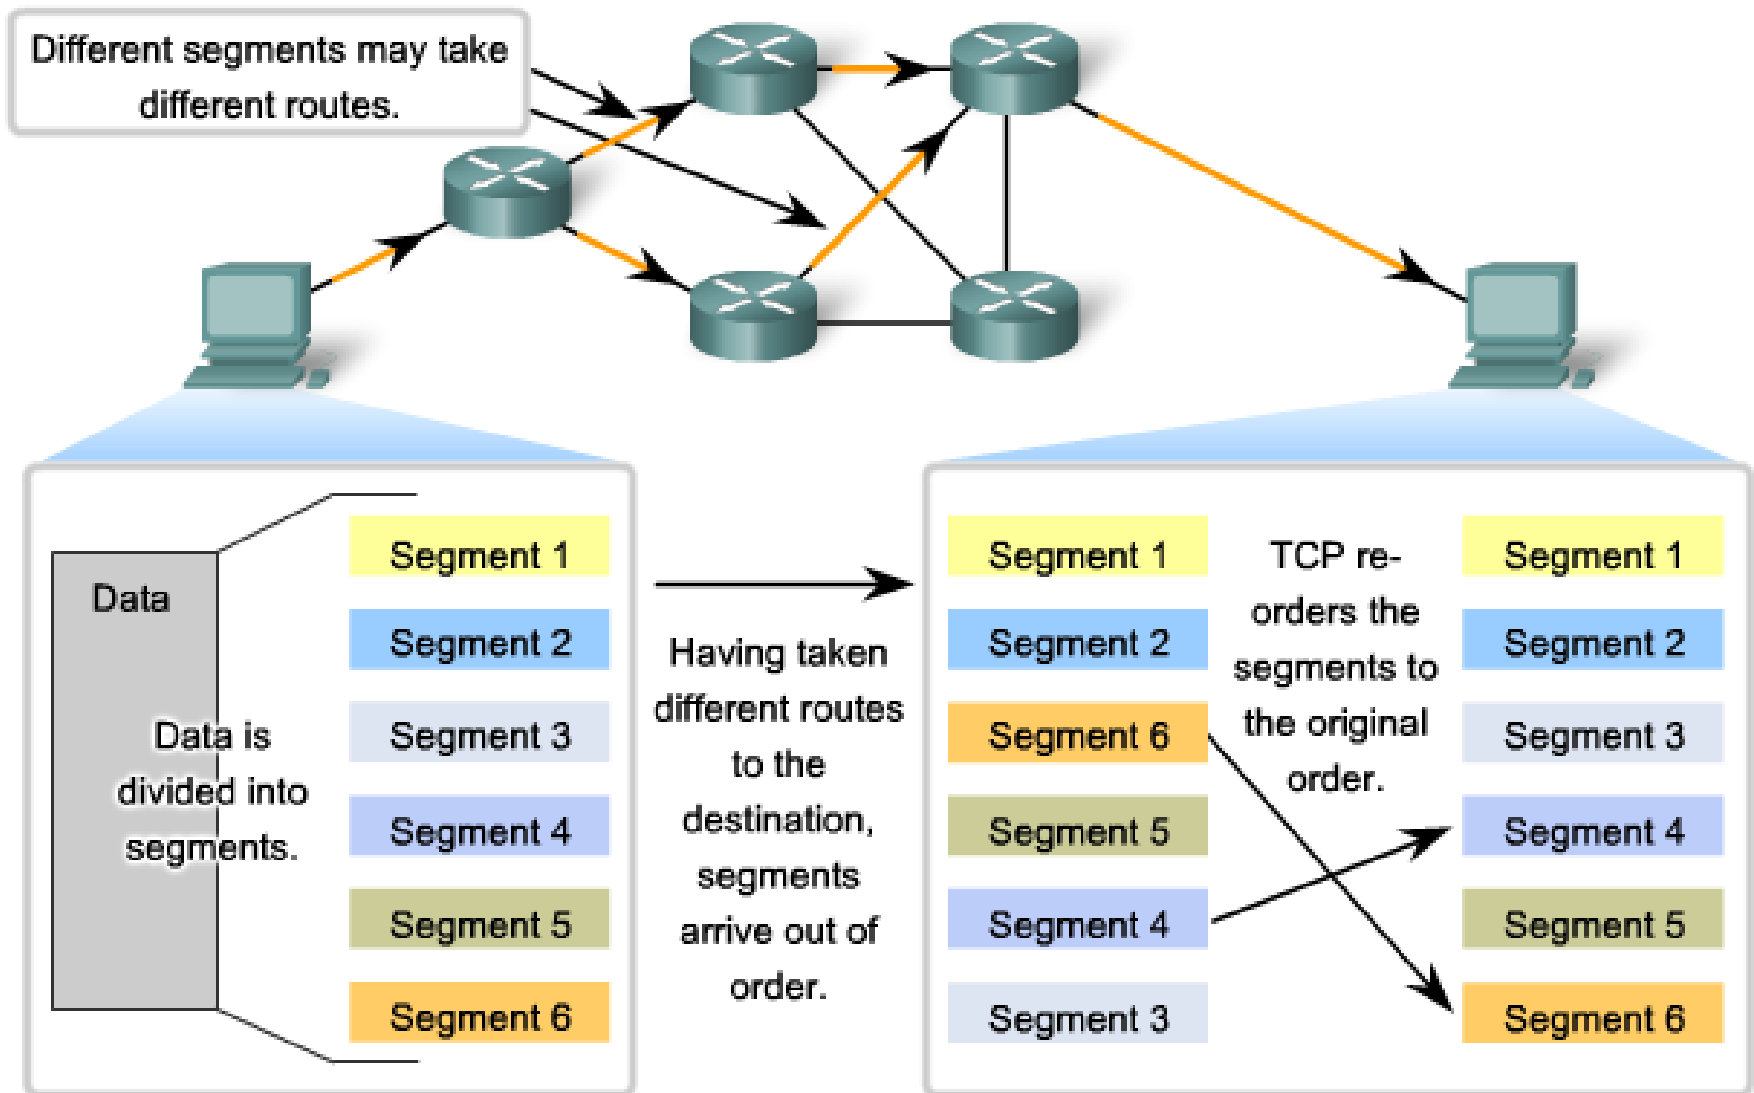 Different segments may take
different routes.
Data
Data is
divided into
segments.
Segment 1
Segment 2
Segment 3
Segment 4
Segment 5
Segment 6
Having taken
different routes
to the
destination,
segments
arrive out of
order.
Segment 1
Segment 2
Segment 6
Segment 5
Segment 4
Segment 3
TCP re-
orders the
segments to
the original
order.
Segment 1
Segment 2
Segment 3
Segment 4
Segment 5
Segment 6